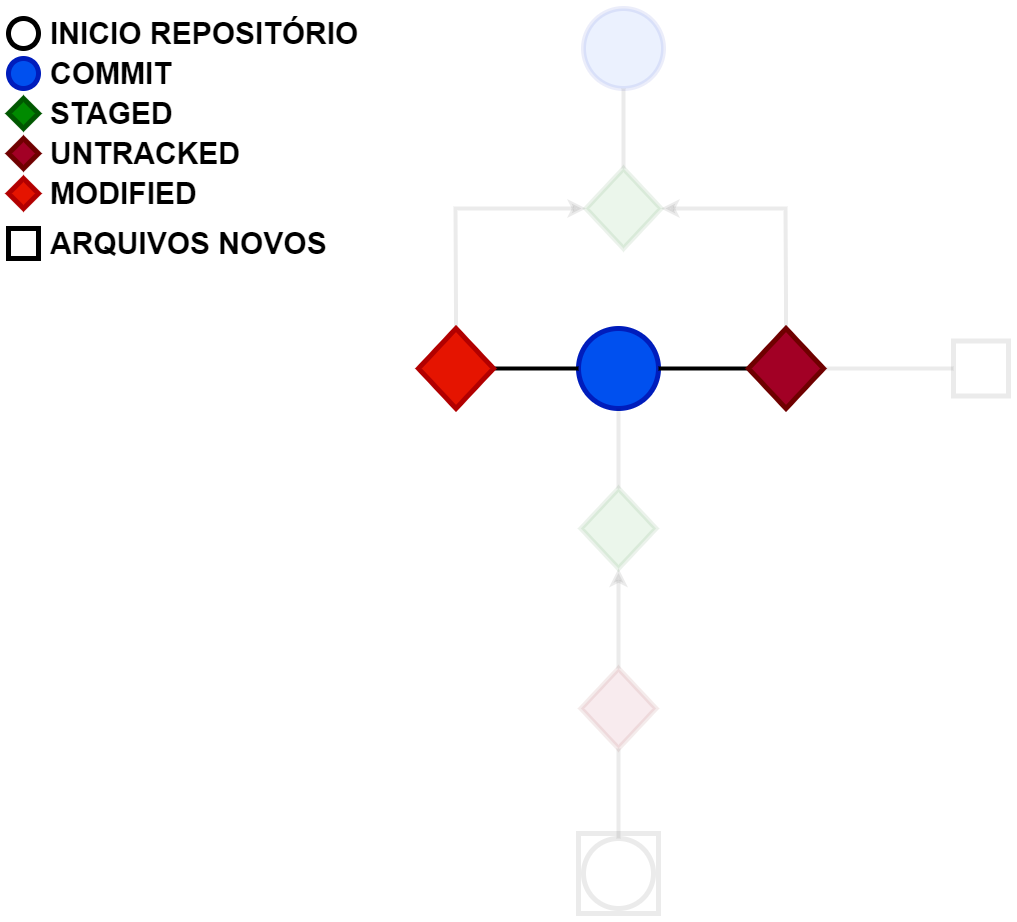 INICIO REPOSITÓRIO
COMMIT
STAGED
UNTRACKED
MODIFIED
ARQUIVOS NOVOS